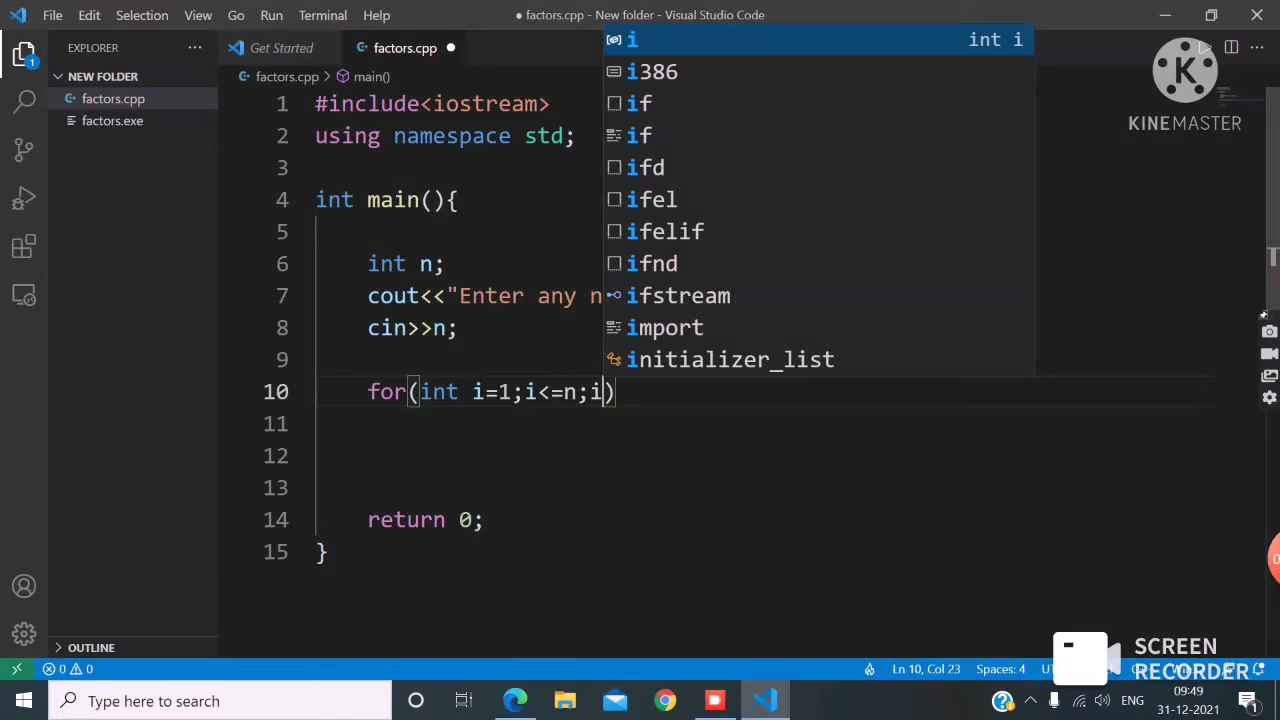 File Edit Selection View Go Run Terminal Help
● factors.cpp - New folder - Visual Studio Code
EXPLORER
Get Started
factors.cpp
NEW FOLDER
factors.cpp
factors.exe
factors.cpp > main()
1 #include<iostream>
2 using namespace std;
3
4 int main(){
5
6 int n;
7 cout<<"Enter any n
8 cin>>n;
9
10 for(int i=1;i<=n;i)
11
12
13
14 return 0;
15 }
i int i
i386
if
if
ifd
ifel
ifelif
ifnd
ifstream
import
initializer_list
K
KINEMASTER
1
OUTLINE
0 0
Ln 10, Col 23 Spaces: 4
SCREEN
RECORDER
Type here to search
ENG
09:49
31-12-2021
1